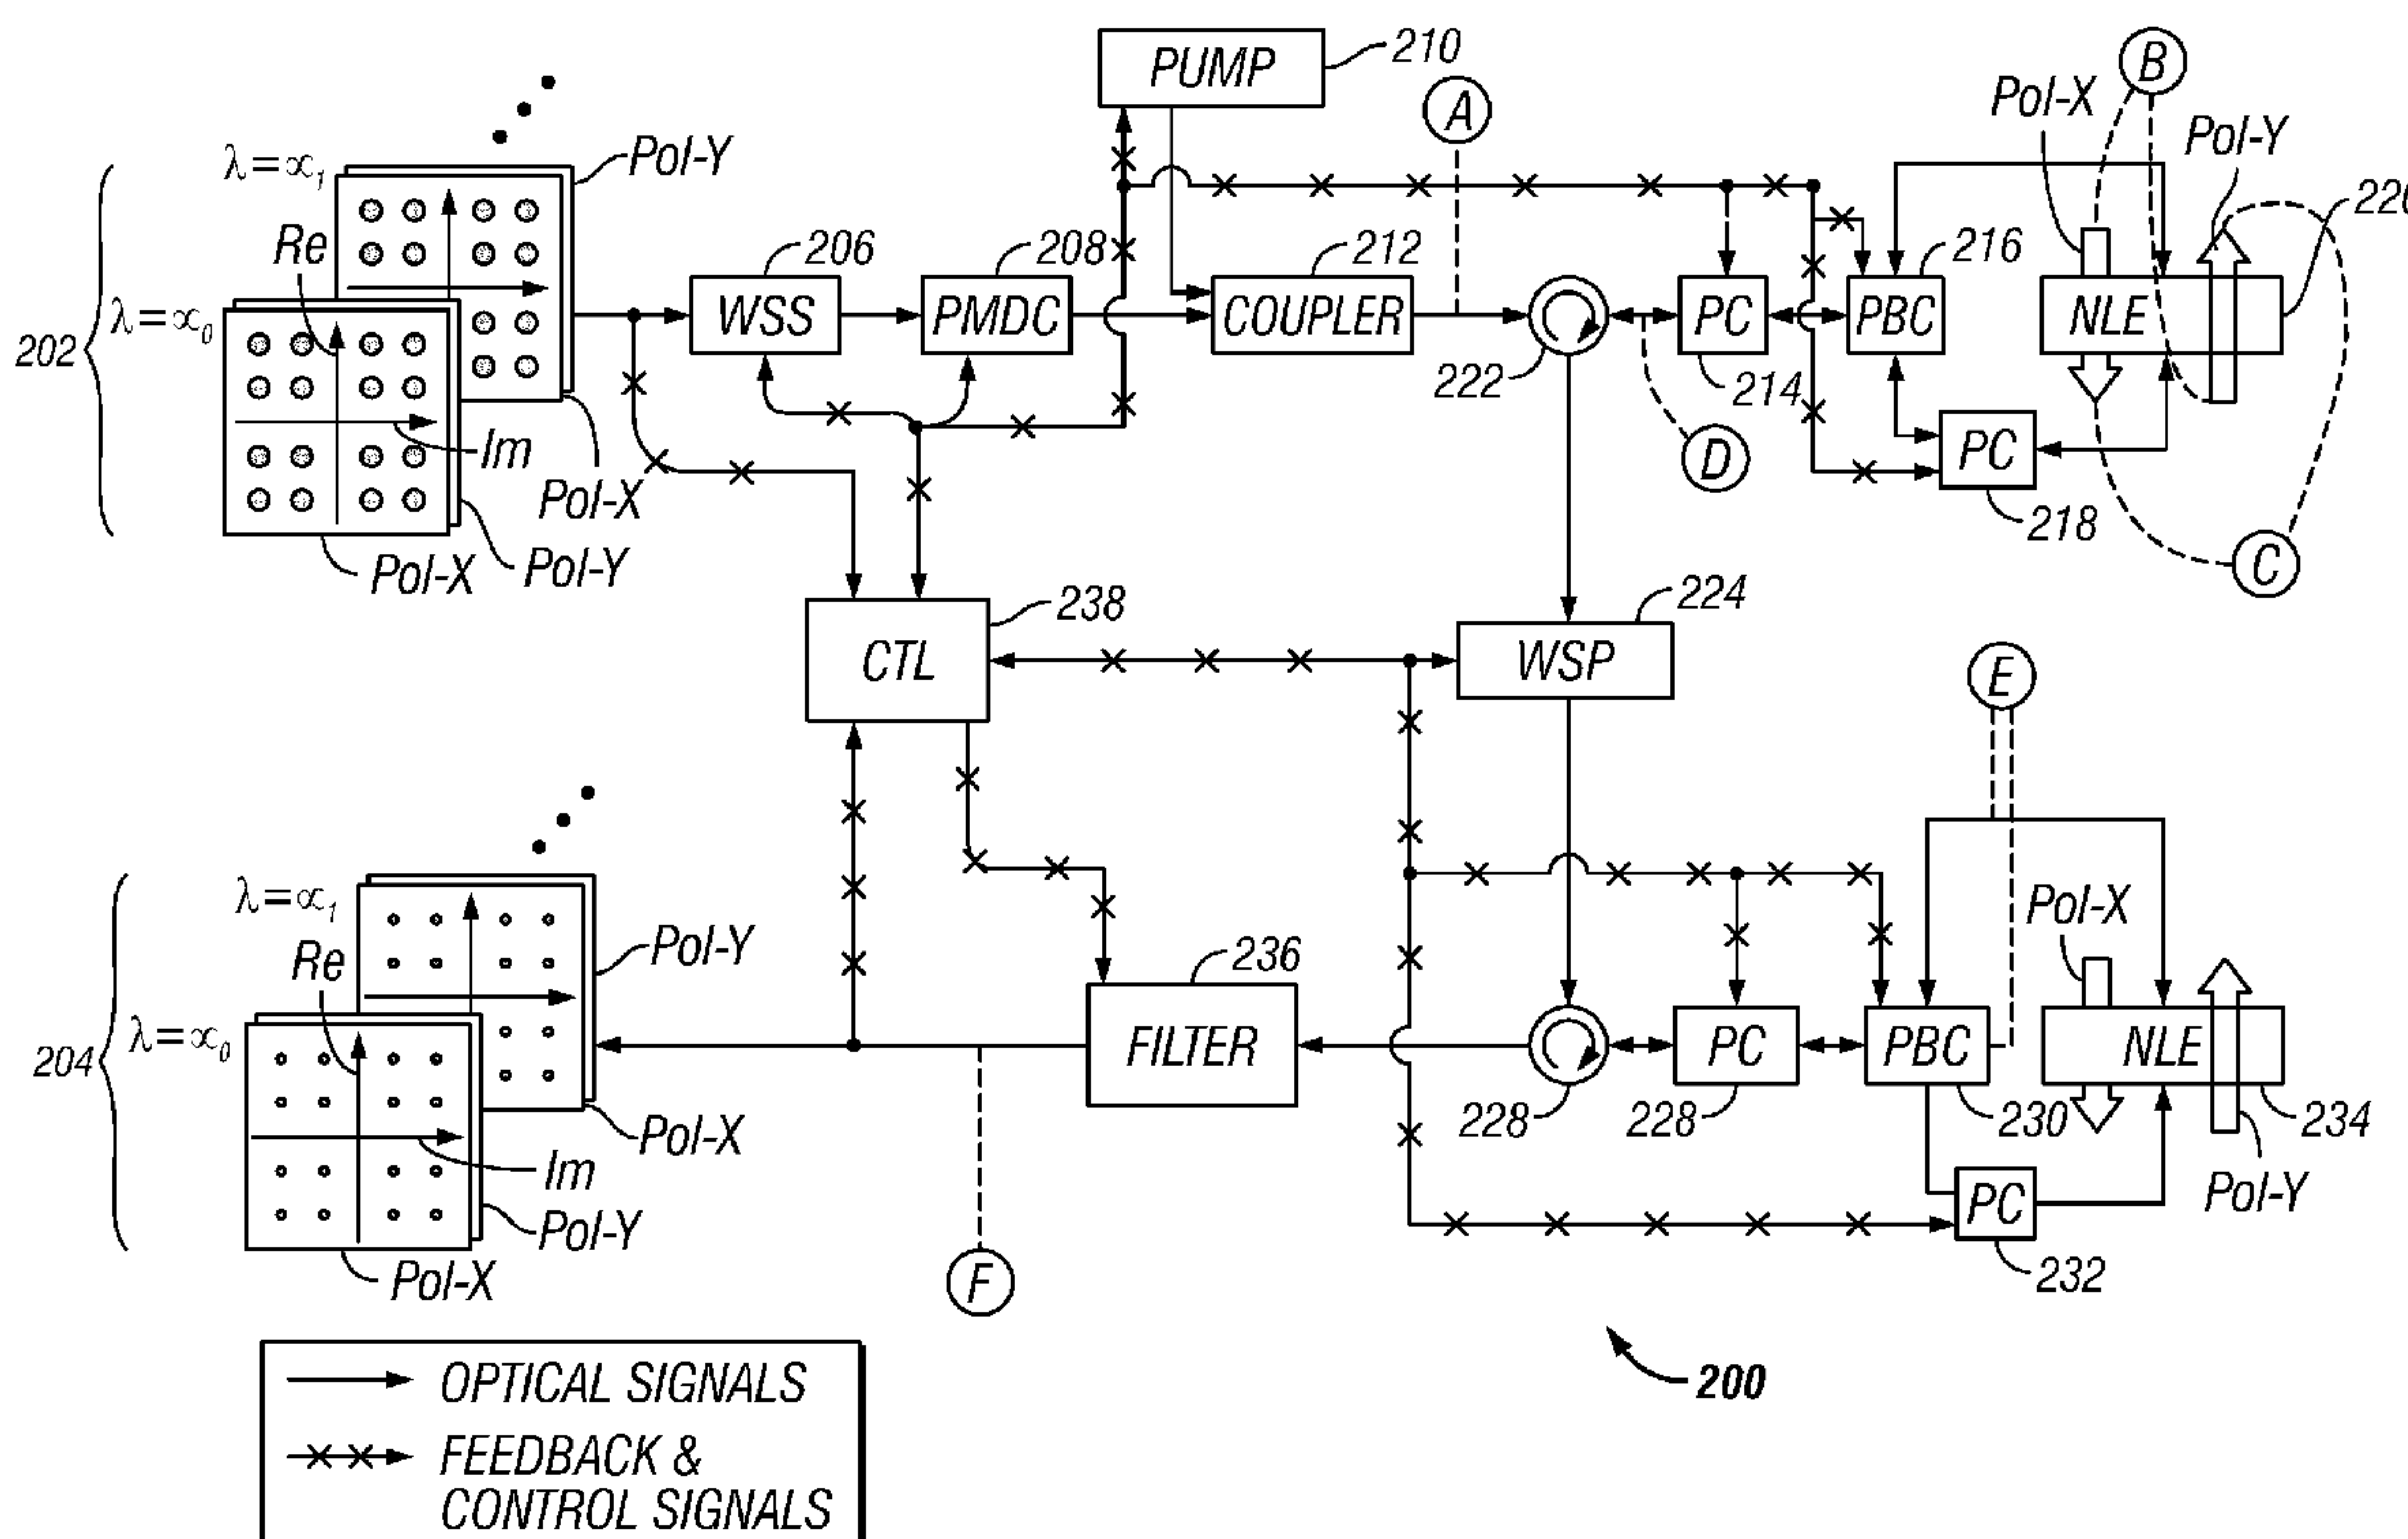 PUMP
210
A
B
Pol-X
Pol-Y
λ=∝1
Pol-Y
Re
206
208
212
216
λ=∝0
202
WSS
PMDC
COUPLER
PC
PBC
NLE
222
214
D
Im
Pol-X
PC
218
Pol-X
Pol-Y
C
238
224
CTL
WSP
E
λ=∝1
Pol-Y
Pol-X
Re
236
λ=∝0
204
FILTER
PC
PBC
NLE
228
228
230
234
Pol-X
Im
Pol-Y
PC
Pol-Y
Pol-X
F
232
200
OPTICAL SIGNALS
FEEDBACK &
CONTROL SIGNALS